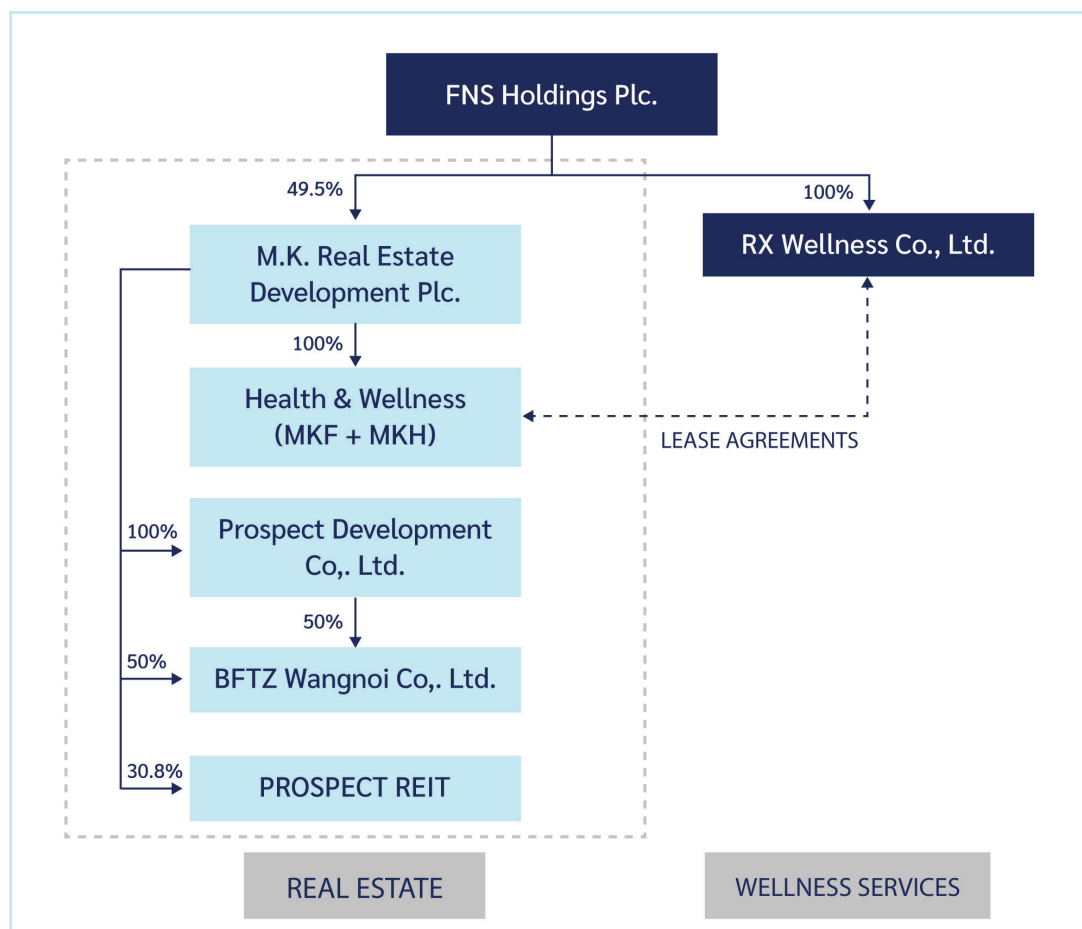 FNS Holdings Plc.
49.5%
100%
M.K. Real Estate
Development Plc.
RX Wellness Co., Ltd.
100%
Health & Wellness
(MKF + MKH)
LEASE AGREEMENTS
100%
Prospect Development
Co,. Ltd.
50%
50%
BFTZ Wangnoi Co,. Ltd.
30.8%
PROSPECT REIT
REAL ESTATE
WELLNESS SERVICES